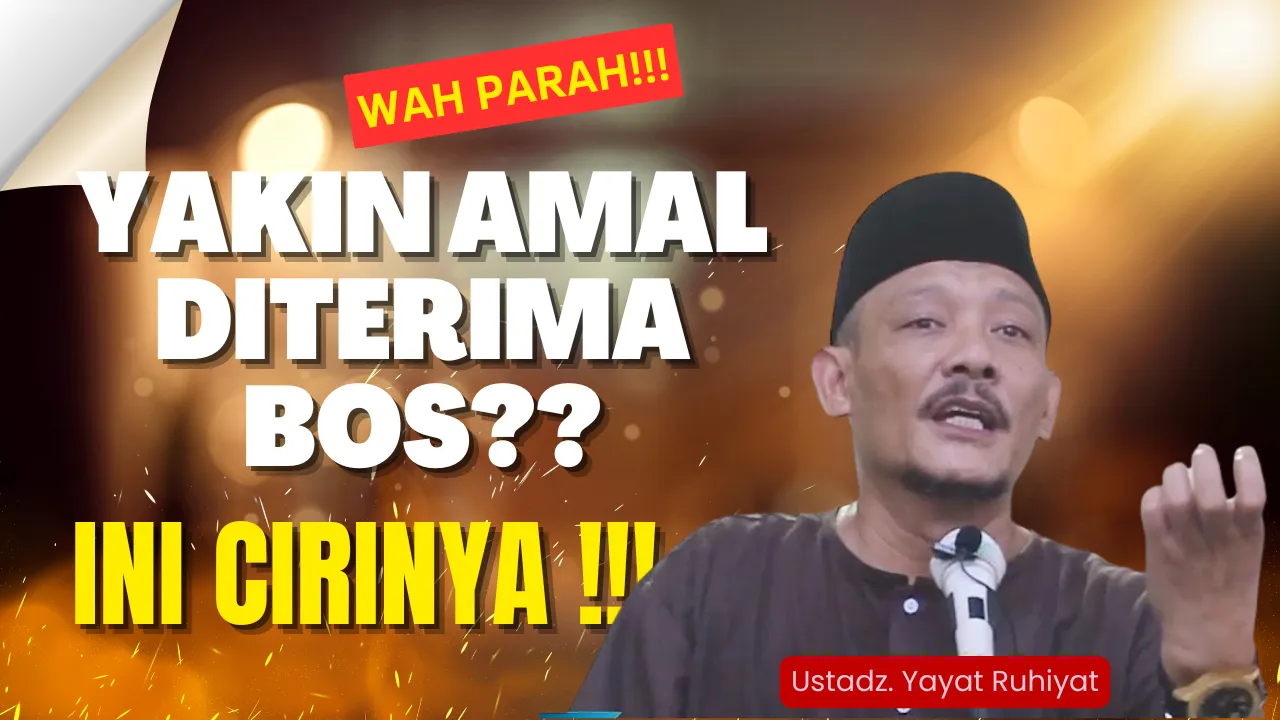 WAH PARAH!!!
YAKIN AMAL
DITERIMA
BOS??
INI CIRINYA !!!
Ustadz. Yayat Ruhiyat